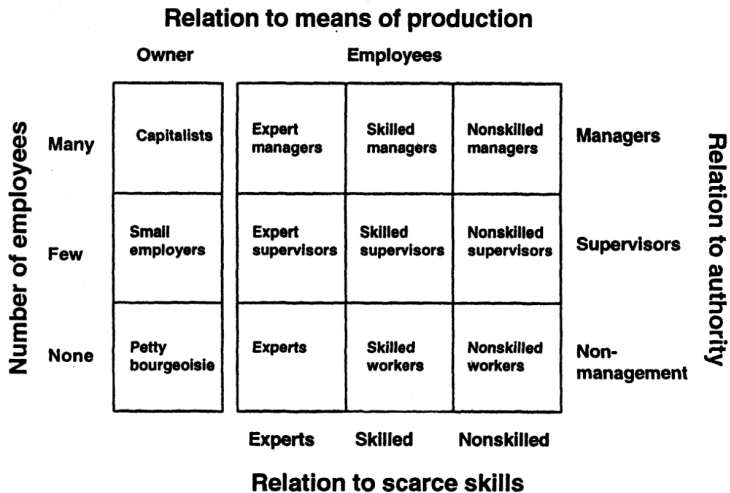 Relation to means of production
Owner
Employees
Number of employees
Many
Capitalists
Expert
managers
Skilled
managers
Nonskilled
managers
Managers
Few
Small
employers
Expert
supervisors
Skilled
supervisors
Nonskilled
supervisors
Supervisors
None
Petty
bourgeoisie
Experts
Skilled
workers
Nonskilled
workers
Non-
management
Relation to authority
Experts
Skilled
Nonskilled
Relation to scarce skills